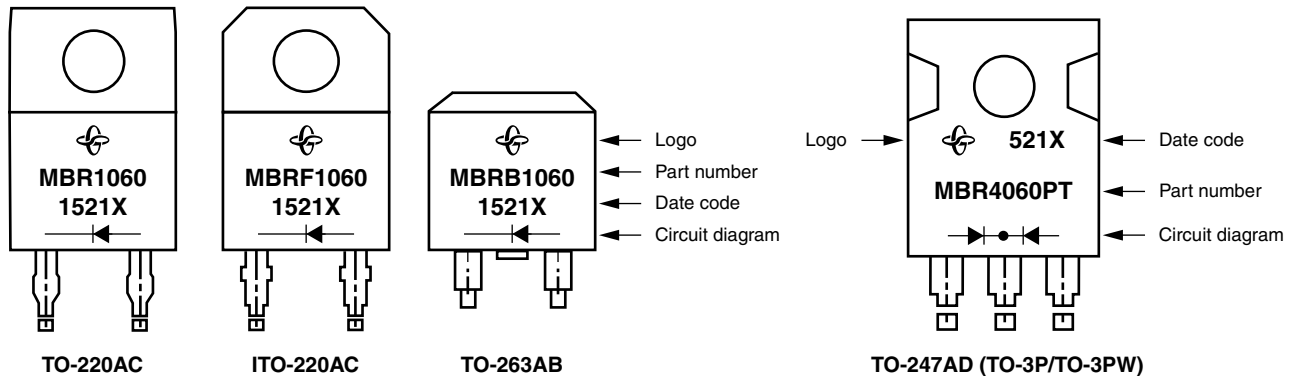 MBR1060
1521X
TO-220AC
MBRF1060
1521X
ITO-220AC
MBRB1060
1521X
TO-263AB
Logo
Part number
Date code
Circuit diagram
Logo
521X
MBR4060PT
Date code
Part number
Circuit diagram
TO-247AD (TO-3P/TO-3PW)